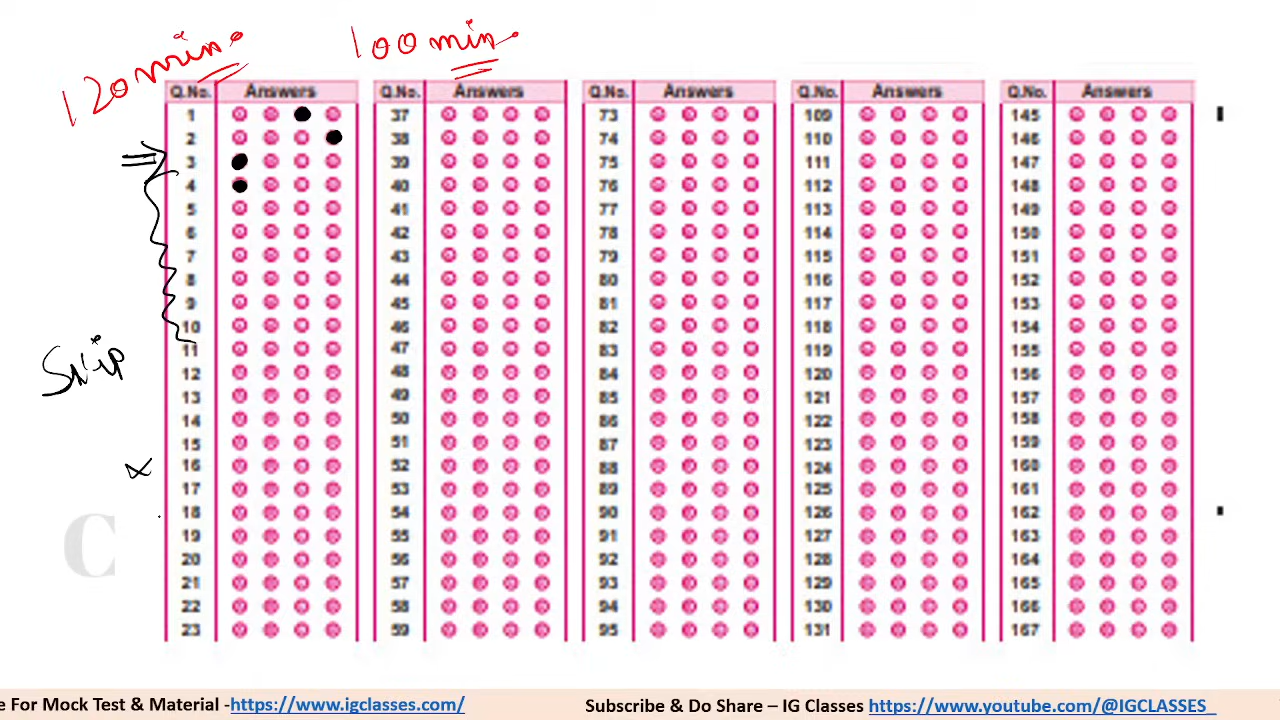 120 min.
100 min.
Q.No. Answers Q.No. Answers Q.No. Answers Q.No. Answers Q.No. Answers
1 37 73 109 145
2 38 74 110 146
3 39 75 111 147
4 40 76 112 148
5 41 77 113 149
6 42 78 114 150
7 43 79 115 151
8 44 80 116 152
9 45 81 117 153
10 46 82 118 154
11 47 83 119 155
12 48 84 120 156
13 49 85 121 157
14 50 86 122 158
15 51 87 123 159
16 52 88 124 160
17 53 89 125 161
18 54 90 126 162
19 55 91 127 163
20 56 92 128 164
21 57 93 129 165
22 58 94 130 166
23 59 95 131 167
Skip
C
e For Mock Test & Material -https://www.igclasses.com/
Subscribe & Do Share – IG Classes https://www.youtube.com/@IGCLASSES_